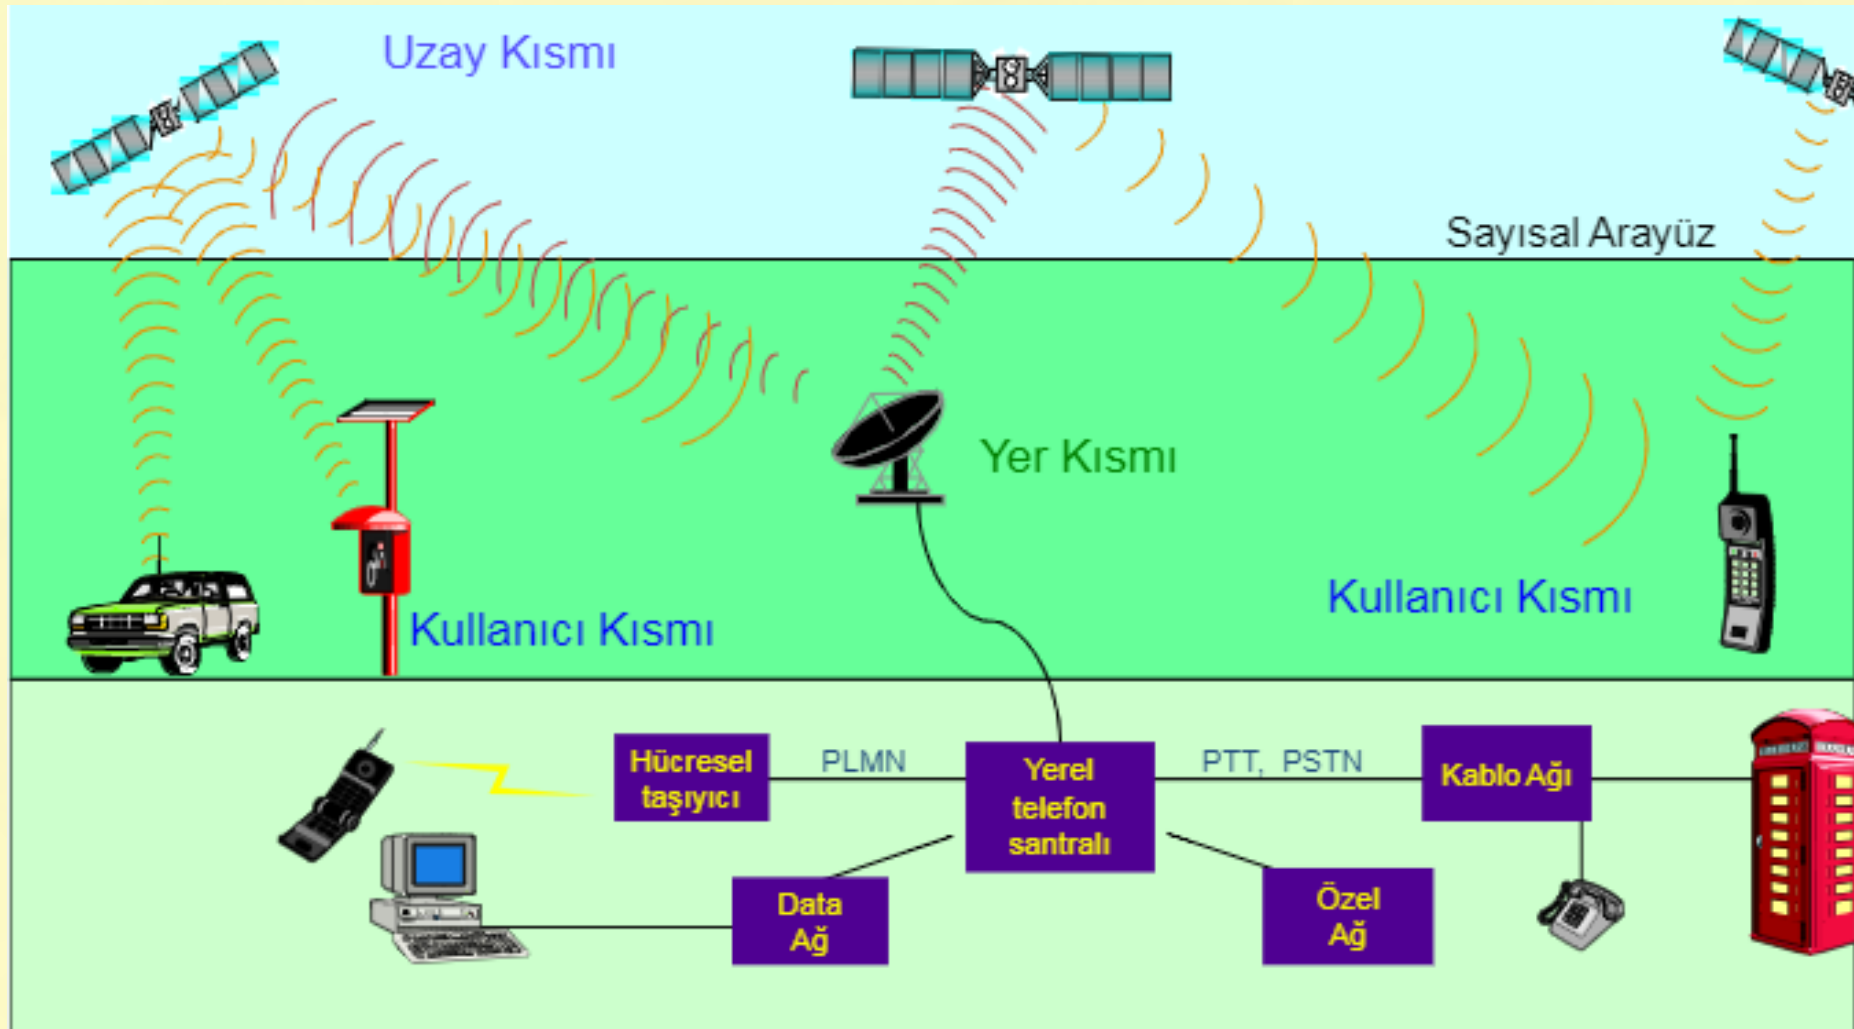 Uzay Kısmı
Sayısal Arayüz
Yer Kısmı
Kullanıcı Kısmı
Kullanıcı Kısmı
Hücresel
taşıyıcı
PLMN
Yerel
telefon
santralı
PTT, PSTN
Kablo Ağı
Data
Ağ
Özel
Ağ